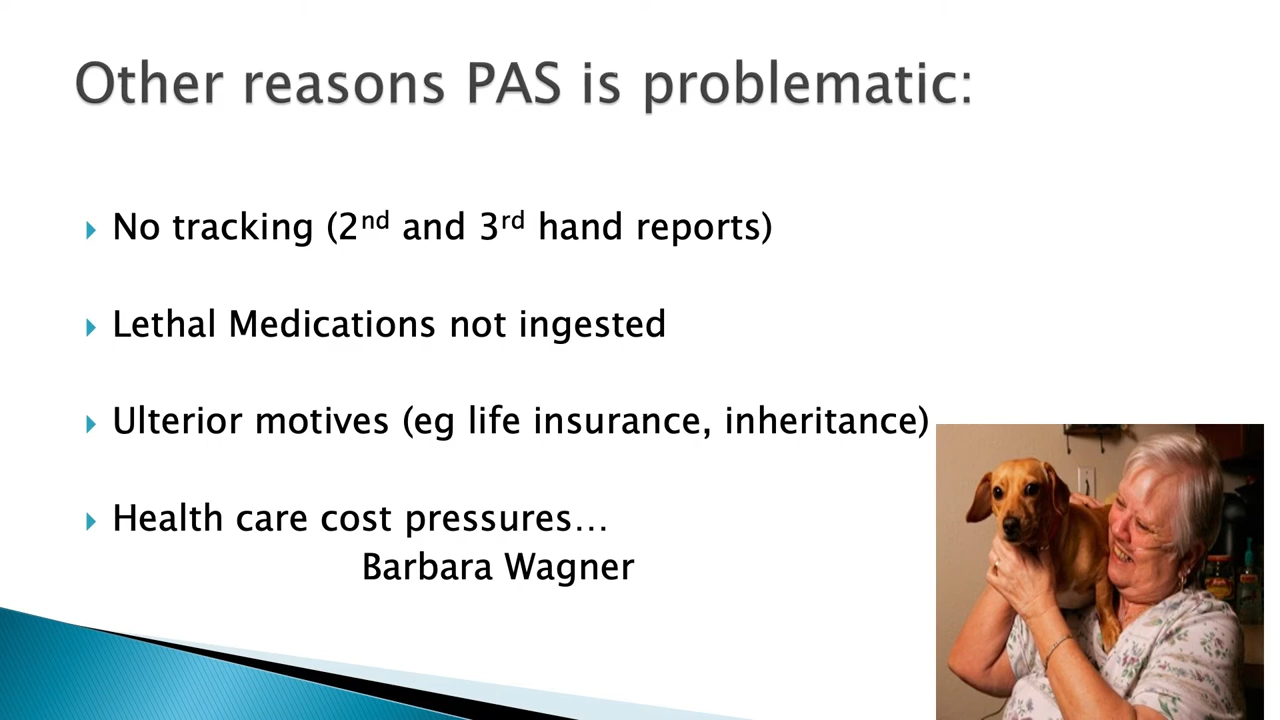 Other reasons PAS is problematic:
No tracking (2nd and 3rd hand reports)
Lethal Medications not ingested
Ulterior motives (eg life insurance, inheritance)
Health care cost pressures…
Barbara Wagner